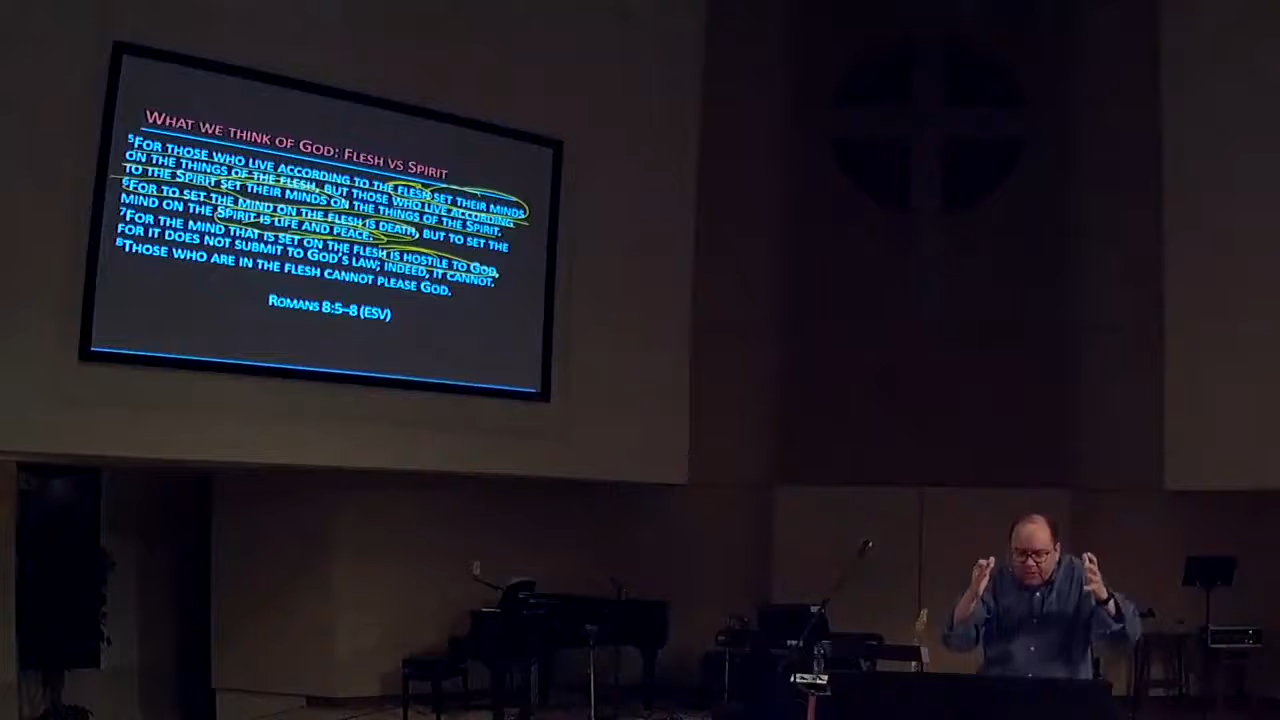 What we think of God: Flesh vs Spirit
5For those who live according to the flesh set their minds
on the things of the flesh, but those who live according
to the Spirit set their minds on the things of the Spirit.
6For to set the mind on the flesh is death, but to set the
mind on the Spirit is life and peace.
7For the mind that is set on the flesh is hostile to God,
for it does not submit to God's law; indeed, it cannot.
8Those who are in the flesh cannot please God.
Romans 8:5–8 (ESV)